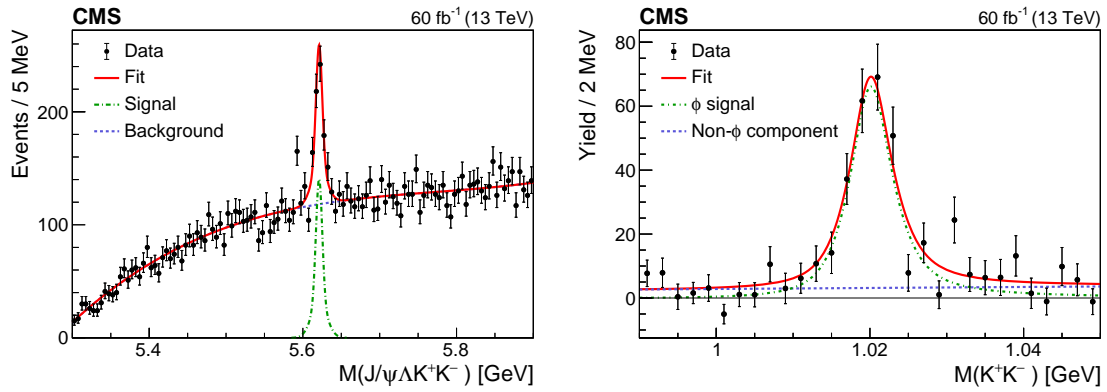 CMS 60 fb⁻¹ (13 TeV)
Data
Fit
Signal
Background
Events / 5 MeV
0
100
200
5.4 5.6 5.8
M(J/ψΛK⁺K⁻) [GeV]
CMS 60 fb⁻¹ (13 TeV)
Data
Fit
ϕ signal
Non-ϕ component
Yield / 2 MeV
80
60
40
20
0
1 1.02 1.04
M(K⁺K⁻) [GeV]